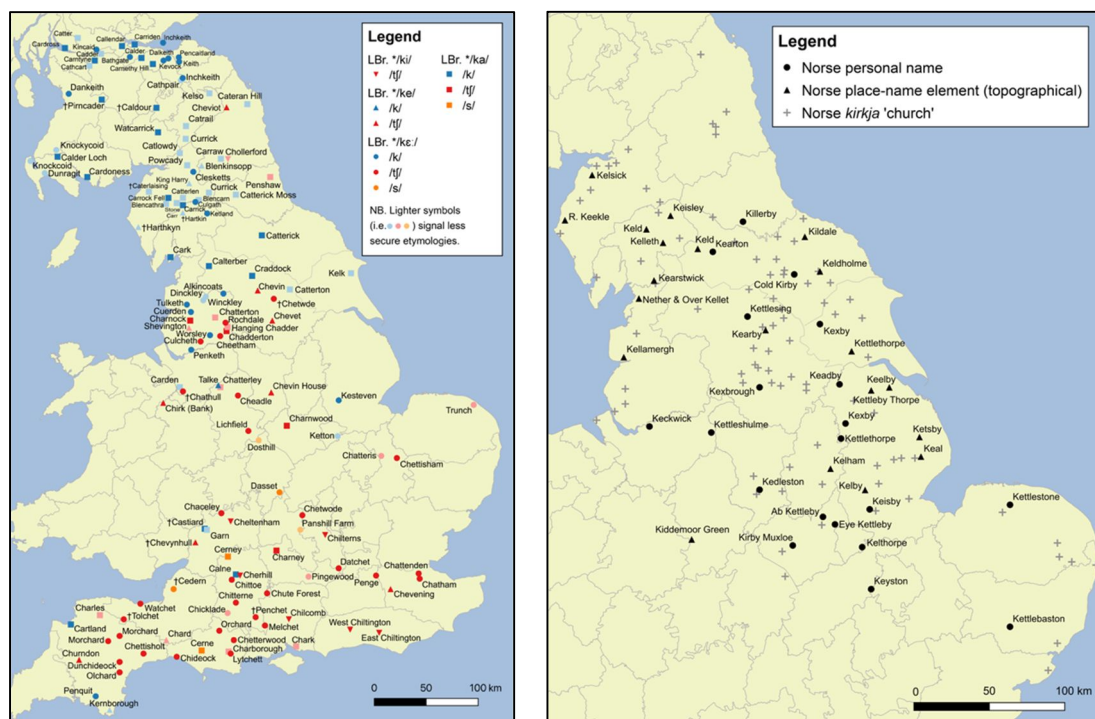 Legend
LBr. */ki/
/tʃ/
LBr. */ke/
/k/
/tʃ/
LBr. */kɛː/
/k/
/tʃ/
/s/
LBr. */ka/
/k/
/tʃ/
/s/
NB. Lighter symbols
(i.e. ) signal less
secure etymologies.
Catter
Cardross
Kincaid
Cadder
Carntyne
Cathcart
Callendar
Carriden
Inchkeith
Calder
Dalkeith
Pencaitland
Bathgate
Kevock
Keith
Carnethy Hill
Inchkeith
Cathpair
Dankeith
†Pirncader
†Caldour
Kelso
Cateran Hill
Cheviot
Catrail
Watcarrick
Currick
Catlowdy
Carraw
Chollerford
Powcady
Blenkinsopp
Knockycoid
Calder Loch
Knockcoid
Dunragit
Cardoness
Clesketts
King Harry
†Caterlaising
Currick
Penshaw
Carrock Fell
Catterlen
Blencarn
Catterick Moss
Blencathra
Carrick
Culgath
Carr
†Hartkin
Ketland
†Harthkyn
Catterick
Cark
Calterber
Craddock
Kelk
Alkincoats
Chevin
Catterton
Dinckley
Winckley
†Chetwde
Tulketh
Cuerden
Chatterton
Chevet
Charnock
Rochdale
Shevington
Hanging Chadder
Worsley
Chadderton
Culcheth
Cheetham
Penketh
Carden
Talke
Chatterley
Chevin House
†Chathull
Cheadle
Kesteven
Chirk (Bank)
Trunch
Charnwood
Lichfield
Ketton
Dosthill
Chatteris
Chettisham
Dasset
Chaceley
Chetwode
Cheltenham
Panshill Farm
†Castiard
Garn
Chilterns
†Chevynhull
Cerney
Charney
Datchet
Chattenden
Calne
Cherhill
Chittoe
Pingewood
Penge
Chatham
†Cedern
Chitterne
Chute Forest
Chevening
Charles
Watchet
Chicklade
†Penchet
Chilcomb
West Chiltington
†Tolchet
Orchard
Melchet
Cartland
Morchard
Chard
East Chiltington
Morchard
Cerne
Chetterwood
Chark
Chettisholt
Charborough
Churndon
Chideock
Lytchett
Dunchideock
Olchard
Penquit
Kernborough
0 50 100 km
Legend
Norse personal name
Norse place-name element (topographical)
Norse kirkja 'church'
Kelsick
R. Keekle
Keisley
Killerby
Keld
Kelleth
Keld
Kearton
Kildale
Keldholme
Kearstwick
Cold Kirby
Nether & Over Kellet
Kettlesing
Kexby
Kearby
Kettlethorpe
Kellamergh
Kexbrough
Keadby
Keelby
Kettleby Thorpe
Keckwick
Kexby
Kettleshulme
Kettlethorpe
Ketsby
Keal
Kelham
Kedleston
Kelby
Keisby
Ab Kettleby
Kettlestone
Eye Kettleby
Kiddemoor Green
Kirby Muxloe
Kelthorpe
Keyston
Kettlebaston
0 50 100 km